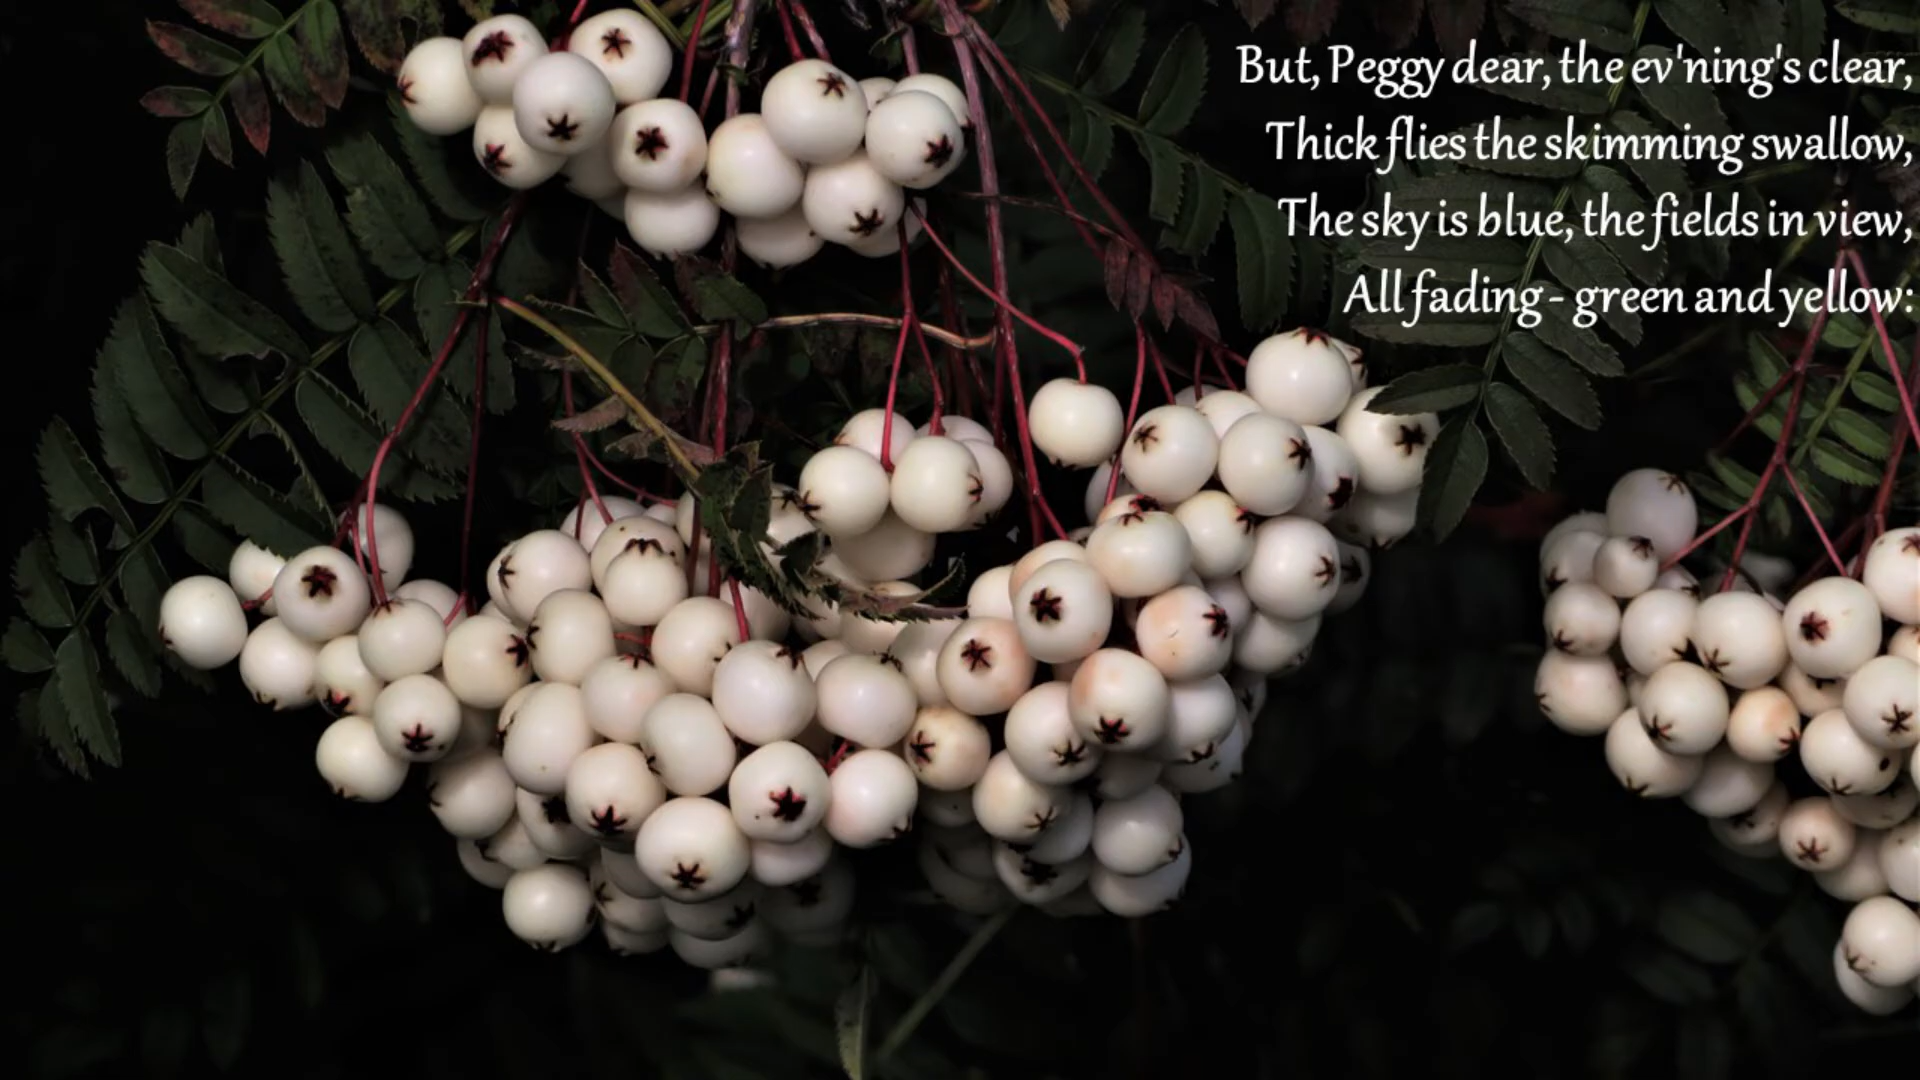 But, Peggy dear, the ev'ning's clear,
Thick flies the skimming swallow,
The sky is blue, the fields in view,
All fading - green and yellow: